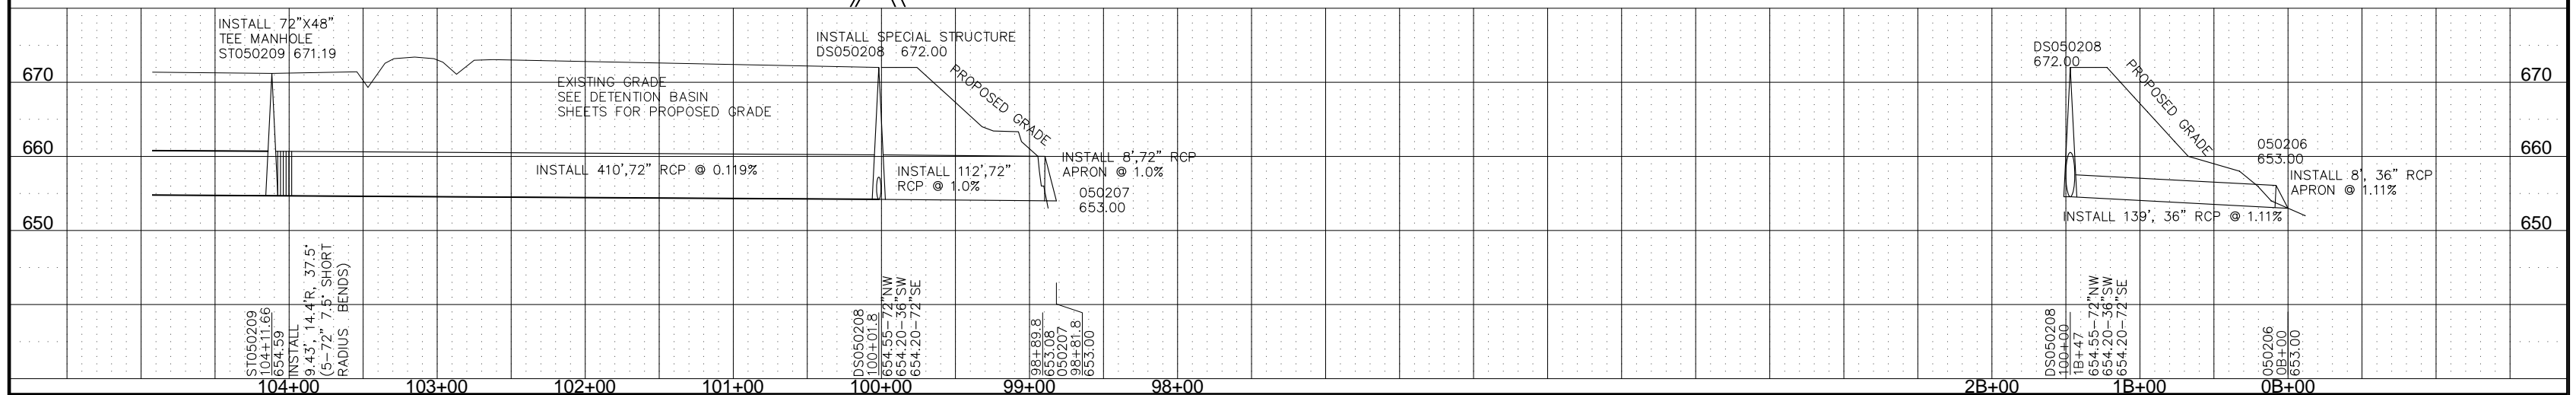 INSTALL 72"X48"
TEE MANHOLE
ST050209 671.19
INSTALL SPECIAL STRUCTURE
DS050208 672.00
DS050208
672.00
670
EXISTING GRADE
SEE DETENTION BASIN
SHEETS FOR PROPOSED GRADE
PROPOSED GRADE
PROPOSED GRADE
670
660
INSTALL 410',72" RCP @ 0.119%
INSTALL 112',72"
RCP @ 1.0%
INSTALL 8',72" RCP
APRON @ 1.0%
050207
653.00
050206
653.00
660
INSTALL 8', 36" RCP
APRON @ 1.11%
INSTALL 139', 36" RCP @ 1.11%
650
650
ST050209
104+11.66
654.59
INSTALL
9.43', 14.4'R, 37.5°
(5-72" 7.5° SHORT
RADIUS BENDS)
DS050208
100+01.8
654.55-72"NW
654.20-36"SW
654.20-72"SE
98+89.8
653.08
050207
98+81.8
653.00
DS050208
100+00
1B+47
654.55-72"NW
654.20-36"SW
654.20-72"SE
050206
0B+00
653.00
104+00
103+00
102+00
101+00
100+00
99+00
98+00
2B+00
1B+00
0B+00